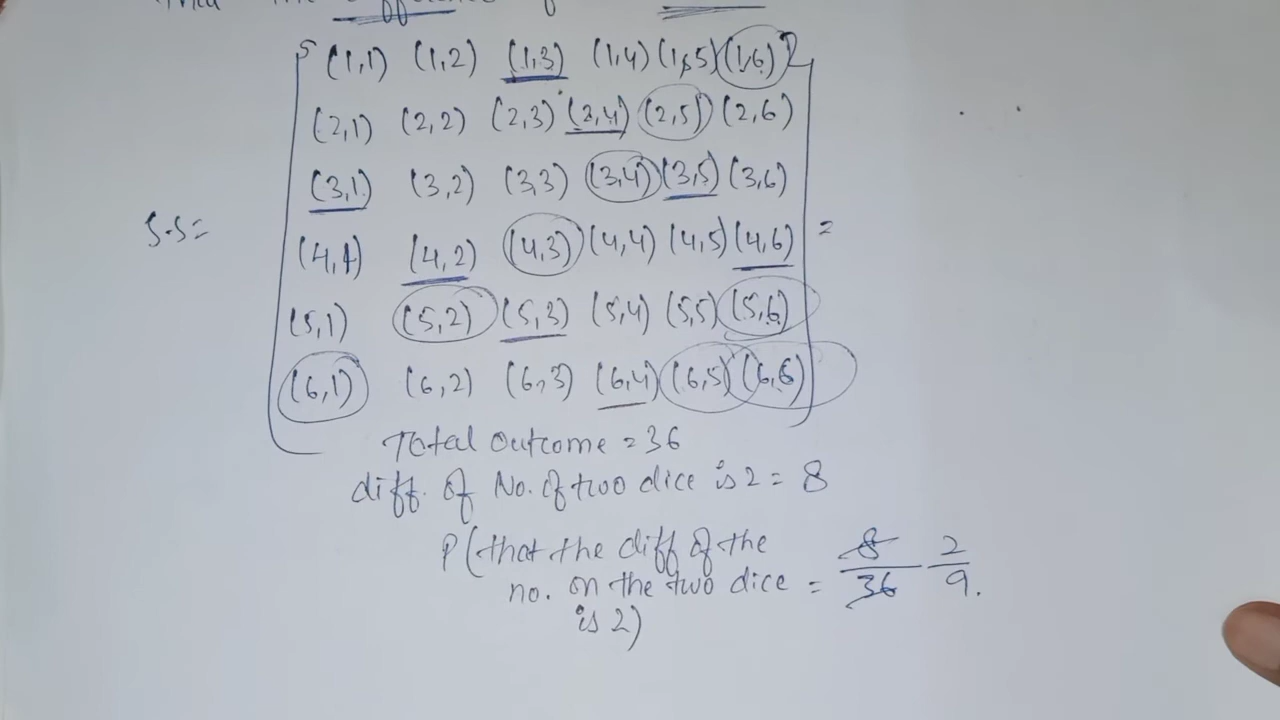 the difference of
(1,1) (1,2) (1,3) (1,4) (1,5) (1,6)
(2,1) (2,2) (2,3) (2,4) (2,5) (2,6)
(3,1) (3,2) (3,3) (3,4) (3,5) (3,6)
S.S= (4,1) (4,2) (4,3) (4,4) (4,5) (4,6) =
(5,1) (5,2) (5,3) (5,4) (5,5) (5,6)
(6,1) (6,2) (6,3) (6,4) (6,5) (6,6)
Total outcome = 36
diff. of No. of two dice is 2 = 8
P(that the diff of the
no. on the two dice = 8/36 2/9.
is 2)